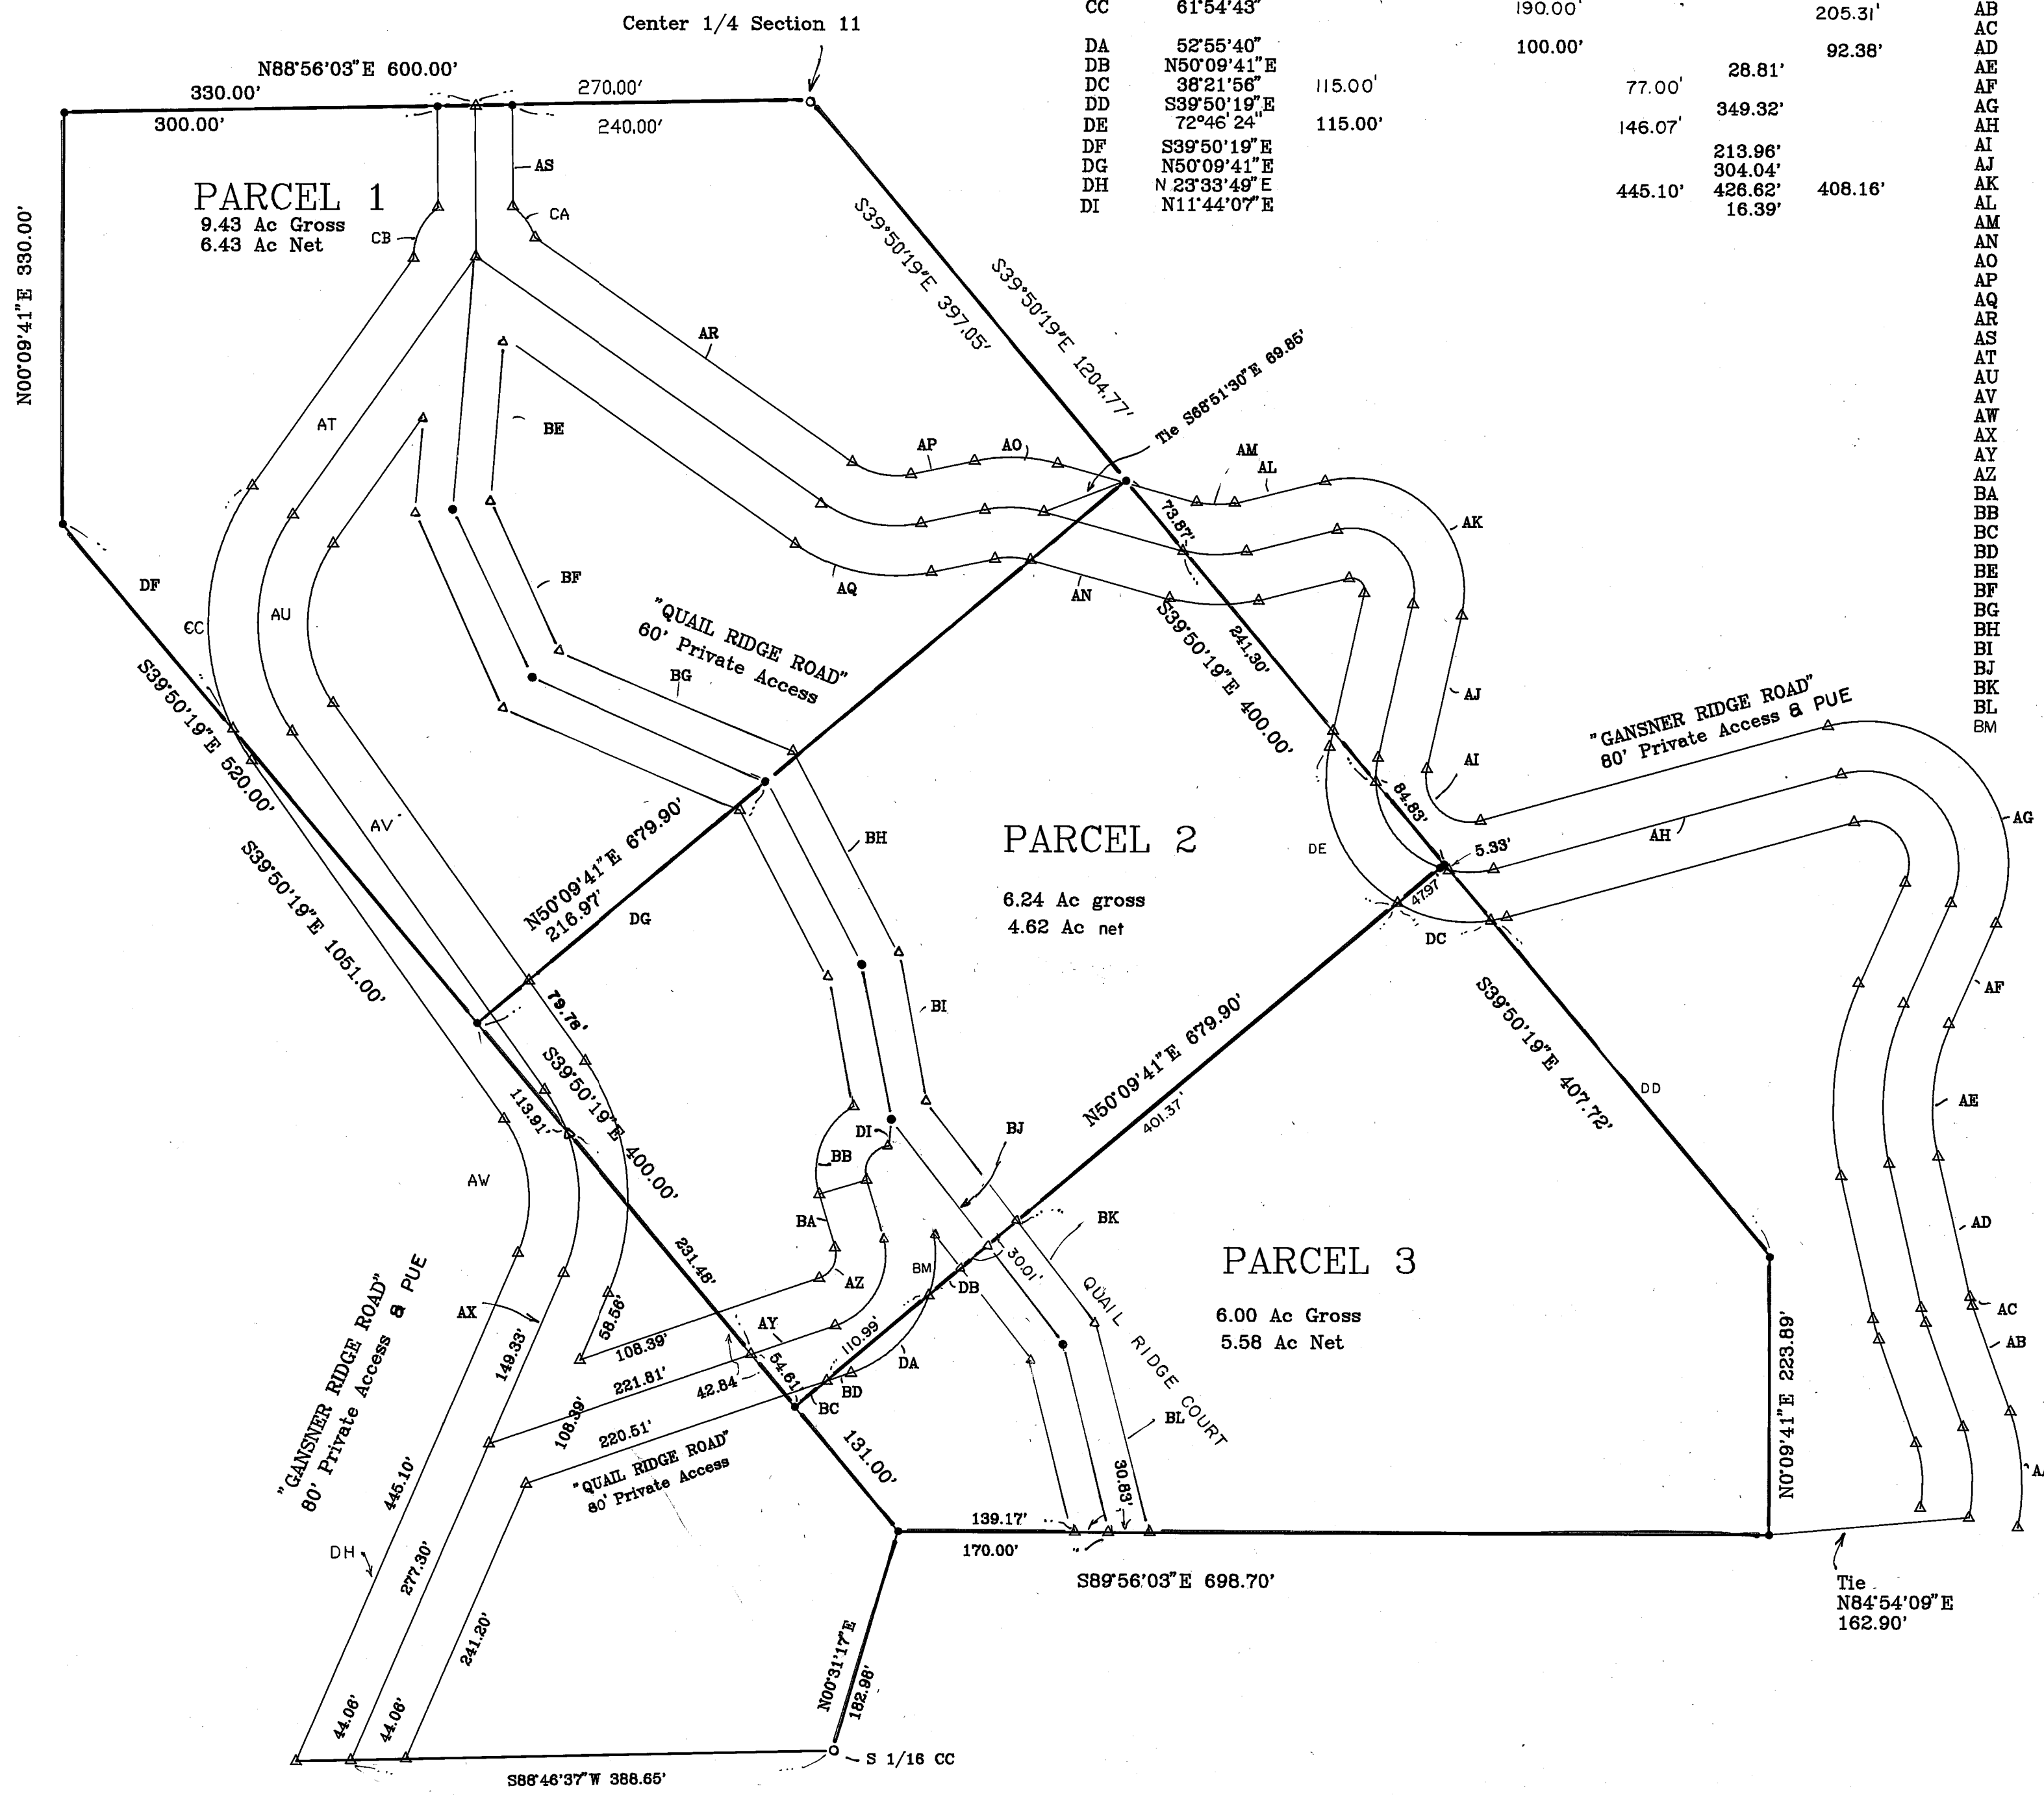 Center 1/4 Section 11
N88°56'03"E 600.00'
330.00'
270.00'
300.00'
240.00'
CC 61°54'43" 190.00' 205.31'
DA 52°55'40" 100.00' 92.38'
DB N50°09'41"E 28.81'
DC 38°21'56" 115.00' 77.00'
DD S39°50'19"E 349.32'
DE 72°46'24" 115.00' 146.07'
DF S39°50'19"E 213.96'
DG N50°09'41"E 304.04'
DH N 23°33'49"E 445.10' 426.62' 408.16'
DI N11°44'07"E 16.39'
AB
AC
AD
AE
AF
AG
AH
AI
AJ
AK
AL
AM
AN
AO
AP
AQ
AR
AS
AT
AU
AV
AW
AX
AY
AZ
BA
BB
BC
BD
BE
BF
BG
BH
BI
BJ
BK
BL
BM
PARCEL 1
9.43 Ac Gross
6.43 Ac Net
N00°09'41"E 330.00'
AS
CA
CB
AR
S39°50'19"E 397.05'
S39°50'19"E 1204.77'
Tie S68°51'30"E 69.85'
AT
BE
AP
AO
AM
AL
AK
73.87'
AQ
AN
BF
DF
CC
AU
"QUAIL RIDGE ROAD"
60' Private Access
BG
241.30'
S39°50'19"E 400.00'
AJ
AI
"GANSNER RIDGE ROAD"
80' Private Access & PUE
S39°50'19"E 520.00'
AV
84.83'
AG
AH
5.33'
DE
47.97'
DC
PARCEL 2
6.24 Ac gross
4.62 Ac net
BH
N50°09'41"E 679.90'
216.97'
DG
S39°50'19"E 1051.00'
79.78'
BI
AF
S39°50'19"E 407.72'
DD
N50°09'41"E 679.90'
401.37'
113.91'
S39°50'19"E 400.00'
AE
DI
BJ
BB
AW
BA
BK
AD
231.48'
BM
30.01'
AZ
DB
PARCEL 3
6.00 Ac Gross
5.58 Ac Net
QUAIL RIDGE COURT
AC
AB
AX
58.56'
108.39'
AY
110.99'
DA
149.33'
221.81'
42.84
54.61'
BD
BC
N0°09'41"E 223.89'
"GANSNER RIDGE ROAD"
80' Private Access & PUE
108.39'
220.51'
"QUAIL RIDGE ROAD"
80' Private Access
131.00'
BL
30.83'
445.10'
139.17'
170.00'
S89°56'03"E 698.70'
DH
277.30'
Tie
N84°54'09"E
162.90'
241.20'
N00°31'17"E
182.98'
44.06'
44.06'
S 1/16 CC
S88°46'37"W 388.65'